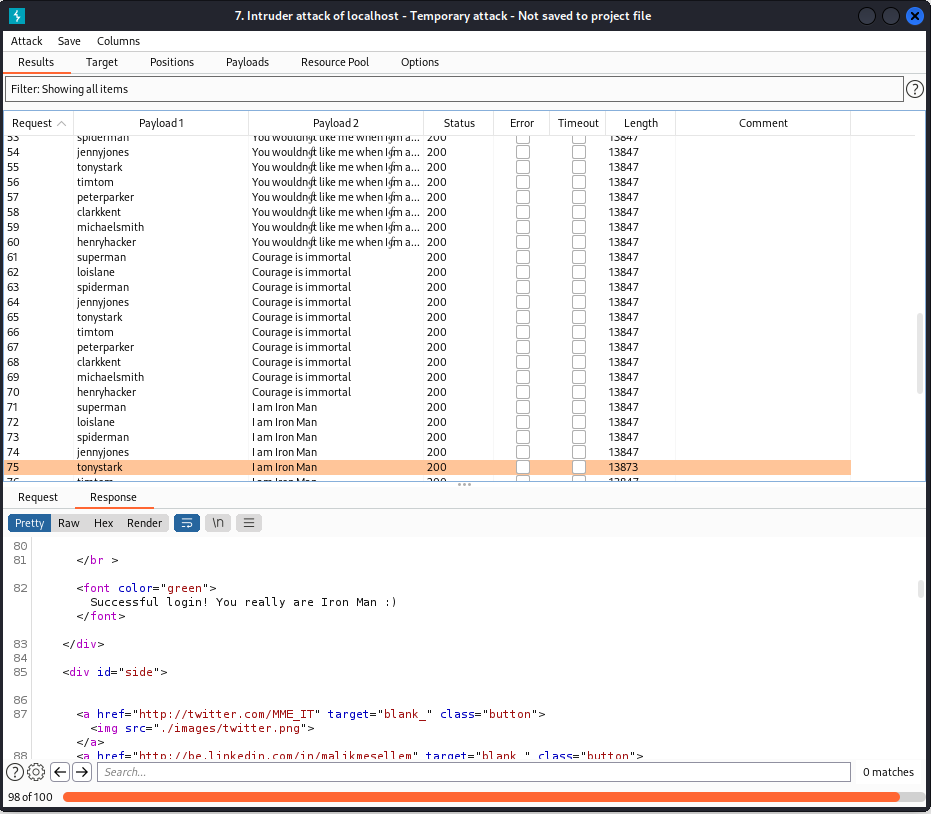 7. Intruder attack of localhost - Temporary attack - Not saved to project file
Attack Save Columns
Results Target Positions Payloads Resource Pool Options
Filter: Showing all items
?
Request Payload 1 Payload 2 Status Error Timeout Length Comment
53 spiderman You wouldn't like me when I'm a... 200 13847
54 jennyjones You wouldn't like me when I'm a... 200 13847
55 tonystark You wouldn't like me when I'm a... 200 13847
56 timtom You wouldn't like me when I'm a... 200 13847
57 peterparker You wouldn't like me when I'm a... 200 13847
58 clarkkent You wouldn't like me when I'm a... 200 13847
59 michaelsmith You wouldn't like me when I'm a... 200 13847
60 henryhacker You wouldn't like me when I'm a... 200 13847
61 superman Courage is immortal 200 13847
62 loislane Courage is immortal 200 13847
63 spiderman Courage is immortal 200 13847
64 jennyjones Courage is immortal 200 13847
65 tonystark Courage is immortal 200 13847
66 timtom Courage is immortal 200 13847
67 peterparker Courage is immortal 200 13847
68 clarkkent Courage is immortal 200 13847
69 michaelsmith Courage is immortal 200 13847
70 henryhacker Courage is immortal 200 13847
71 superman I am Iron Man 200 13847
72 loislane I am Iron Man 200 13847
73 spiderman I am Iron Man 200 13847
74 jennyjones I am Iron Man 200 13847
75 tonystark I am Iron Man 200 13873
76 timtom I am Iron Man 200 13847
Request Response
Pretty Raw Hex Render \n
80
81 </br >
82 <font color="green">
Successful login! You really are Iron Man :)
</font>
83 </div>
84
85 <div id="side">
86
87 <a href="http://twitter.com/MME_IT" target="blank_" class="button">
<img src="./images/twitter.png">
</a>
88 <a href="http://be.linkedin.com/in/malikmesellem" target="blank_" class="button">
? Search... 0 matches
98 of 100